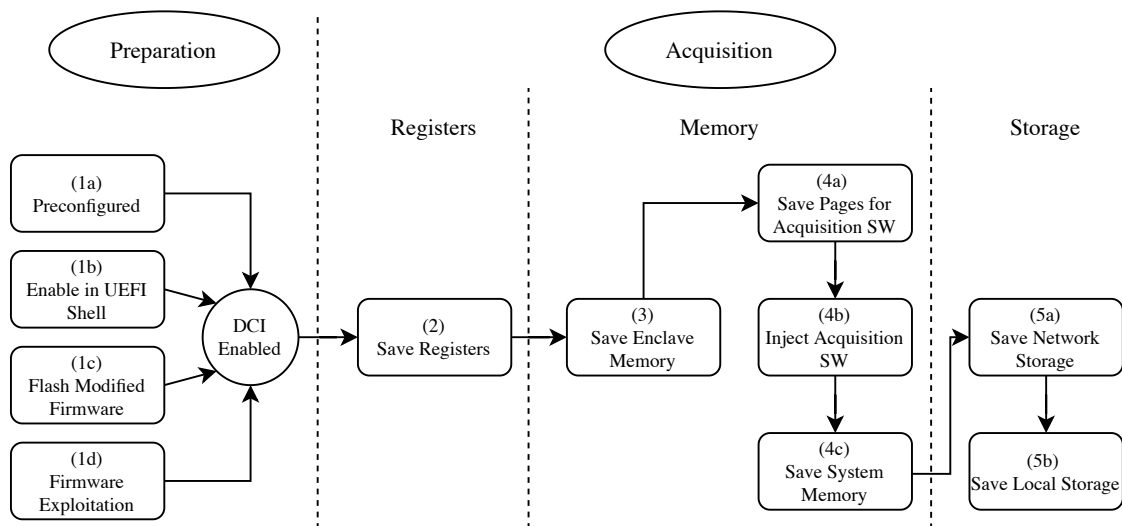 Preparation
Acquisition
Registers
Memory
Storage
(1a)
Preconfigured
(1b)
Enable in UEFI
Shell
(1c)
Flash Modified
Firmware
(1d)
Firmware
Exploitation
DCI
Enabled
(2)
Save Registers
(3)
Save Enclave
Memory
(4a)
Save Pages for
Acquisition SW
(4b)
Inject Acquisition
SW
(4c)
Save System
Memory
(5a)
Save Network
Storage
(5b)
Save Local Storage